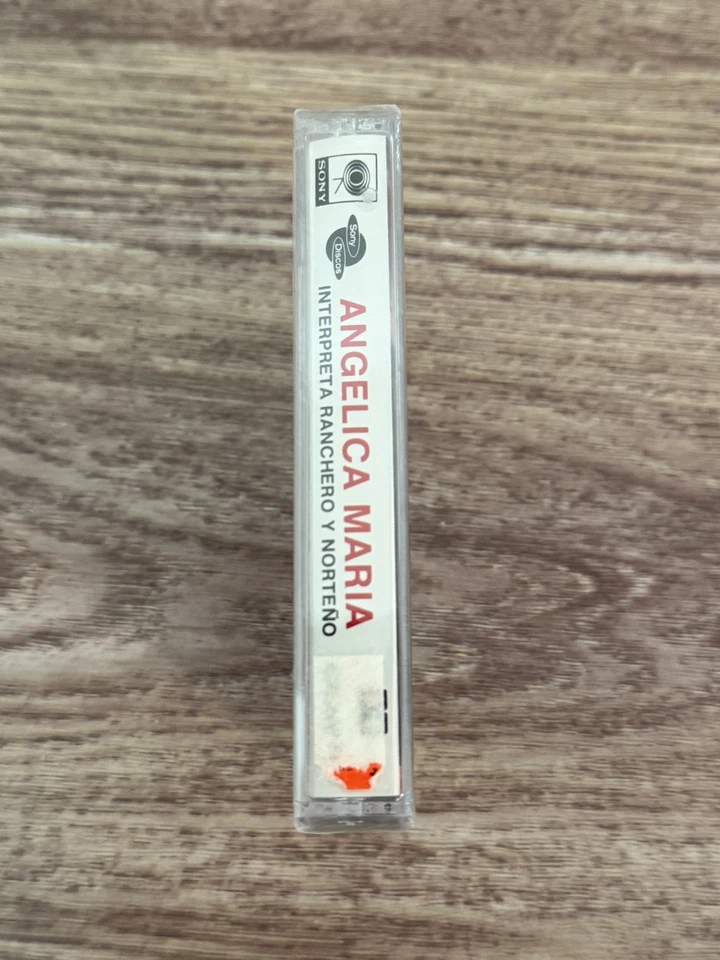 SONY
Sony
Discos
ANGELICA MARIA
INTERPRETA RANCHERO Y NORTEÑO